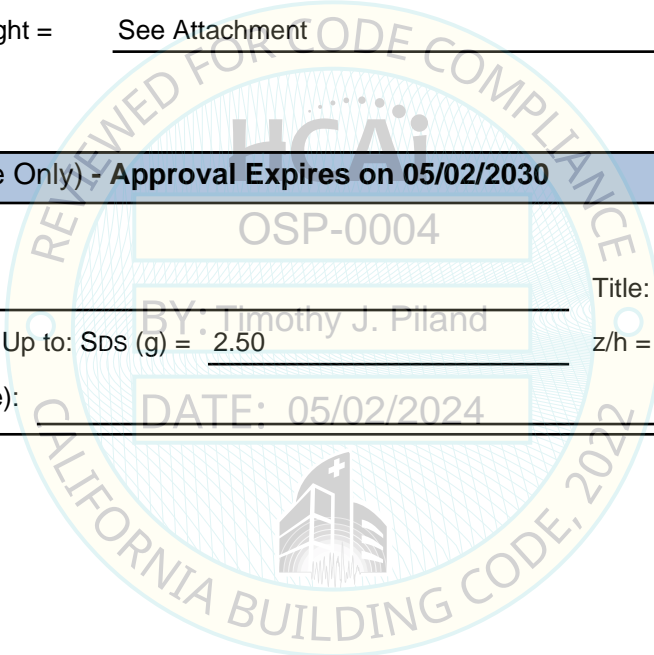 ght = See Attachment
REVIEWED FOR CODE COMPLIANCE
HCAi
e Only) - Approval Expires on 05/02/2030
OSP-0004
Title:
BY: Timothy J. Piland
Up to: SDS (g) = 2.50 z/h =
e):
DATE: 05/02/2024
CALIFORNIA BUILDING CODE, 2022